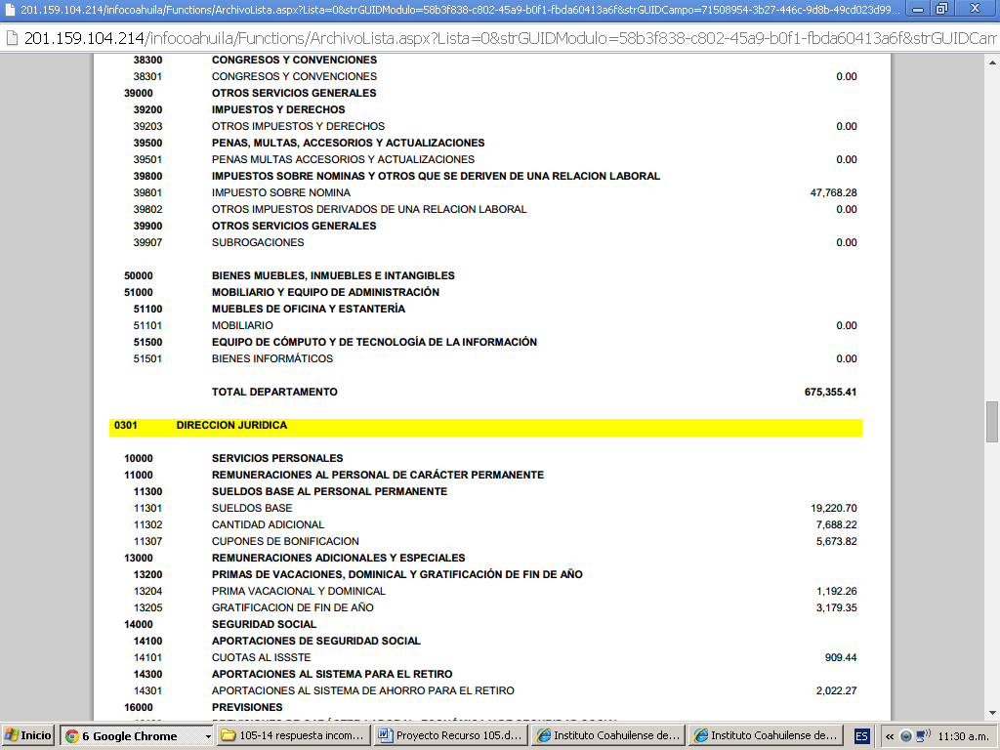 201.159.104.214/infocoahuila/Functions/ArchivoLista.aspx?Lista=0&strGUIDModulo=58b3f838-c802-45a9-b0f1-fbda60413a6f&strGUIDCampo=71508954-3b27-446c-9d8b-49cd023d99...
201.159.104.214/infocoahuila/Functions/ArchivoLista.aspx?Lista=0&strGUIDModulo=58b3f838-c802-45a9-b0f1-fbda60413a6f&strGUIDCam
38300 CONGRESOS Y CONVENCIONES
38301 CONGRESOS Y CONVENCIONES 0.00
39000 OTROS SERVICIOS GENERALES
39200 IMPUESTOS Y DERECHOS
39203 OTROS IMPUESTOS Y DERECHOS 0.00
39500 PENAS, MULTAS, ACCESORIOS Y ACTUALIZACIONES
39501 PENAS MULTAS ACCESORIOS Y ACTUALIZACIONES 0.00
39800 IMPUESTOS SOBRE NOMINAS Y OTROS QUE SE DERIVEN DE UNA RELACION LABORAL
39801 IMPUESTO SOBRE NOMINA 47,768.28
39802 OTROS IMPUESTOS DERIVADOS DE UNA RELACION LABORAL 0.00
39900 OTROS SERVICIOS GENERALES
39907 SUBROGACIONES 0.00
50000 BIENES MUEBLES, INMUEBLES E INTANGIBLES
51000 MOBILIARIO Y EQUIPO DE ADMINISTRACIÓN
51100 MUEBLES DE OFICINA Y ESTANTERÍA
51101 MOBILIARIO 0.00
51500 EQUIPO DE CÓMPUTO Y DE TECNOLOGÍA DE LA INFORMACIÓN
51501 BIENES INFORMÁTICOS 0.00
TOTAL DEPARTAMENTO 675,355.41
0301 DIRECCION JURIDICA
10000 SERVICIOS PERSONALES
11000 REMUNERACIONES AL PERSONAL DE CARÁCTER PERMANENTE
11300 SUELDOS BASE AL PERSONAL PERMANENTE
11301 SUELDOS BASE 19,220.70
11302 CANTIDAD ADICIONAL 7,688.22
11307 CUPONES DE BONIFICACION 5,673.82
13000 REMUNERACIONES ADICIONALES Y ESPECIALES
13200 PRIMAS DE VACACIONES, DOMINICAL Y GRATIFICACIÓN DE FIN DE AÑO
13204 PRIMA VACACIONAL Y DOMINICAL 1,192.26
13205 GRATIFICACION DE FIN DE AÑO 3,179.35
14000 SEGURIDAD SOCIAL
14100 APORTACIONES DE SEGURIDAD SOCIAL
14101 CUOTAS AL ISSSTE 909.44
14300 APORTACIONES AL SISTEMA PARA EL RETIRO
14301 APORTACIONES AL SISTEMA DE AHORRO PARA EL RETIRO 2,022.27
16000 PREVISIONES
Inicio 6 Google Chrome 105-14 respuesta incom... Proyecto Recurso 105.d... Instituto Coahuilense de... Instituto Coahuilense de... ES « 11:30 a.m.